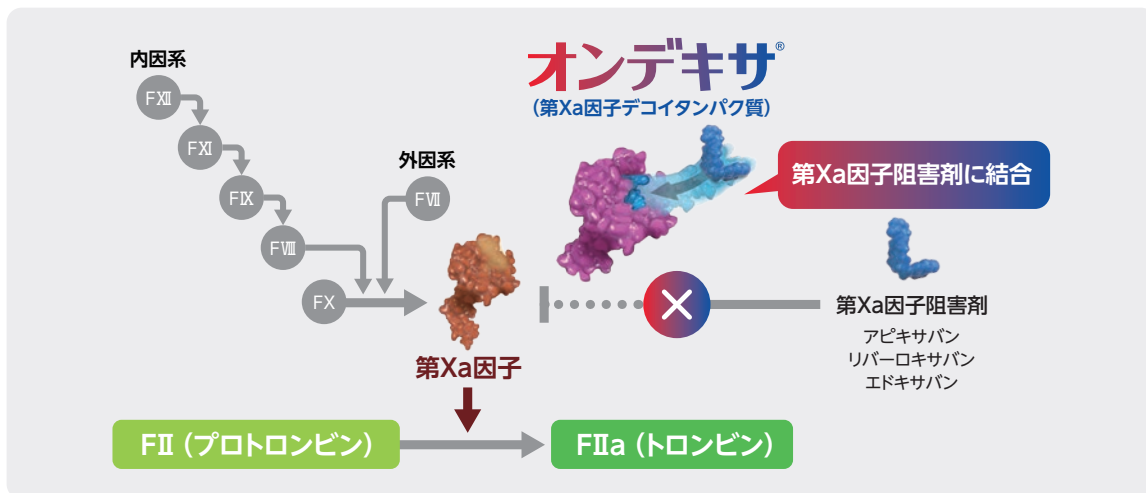 内因系
FⅫ
FⅪ
FⅨ
FⅧ
FⅩ
外因系
FⅦ
オンデキサ®
(第Xa因子デコイタンパク質)
第Xa因子阻害剤に結合
第Xa因子阻害剤
アピキサバン
リバーロキサバン
エドキサバン
第Xa因子
FⅡ(プロトロンビン)
FⅡa(トロンビン)